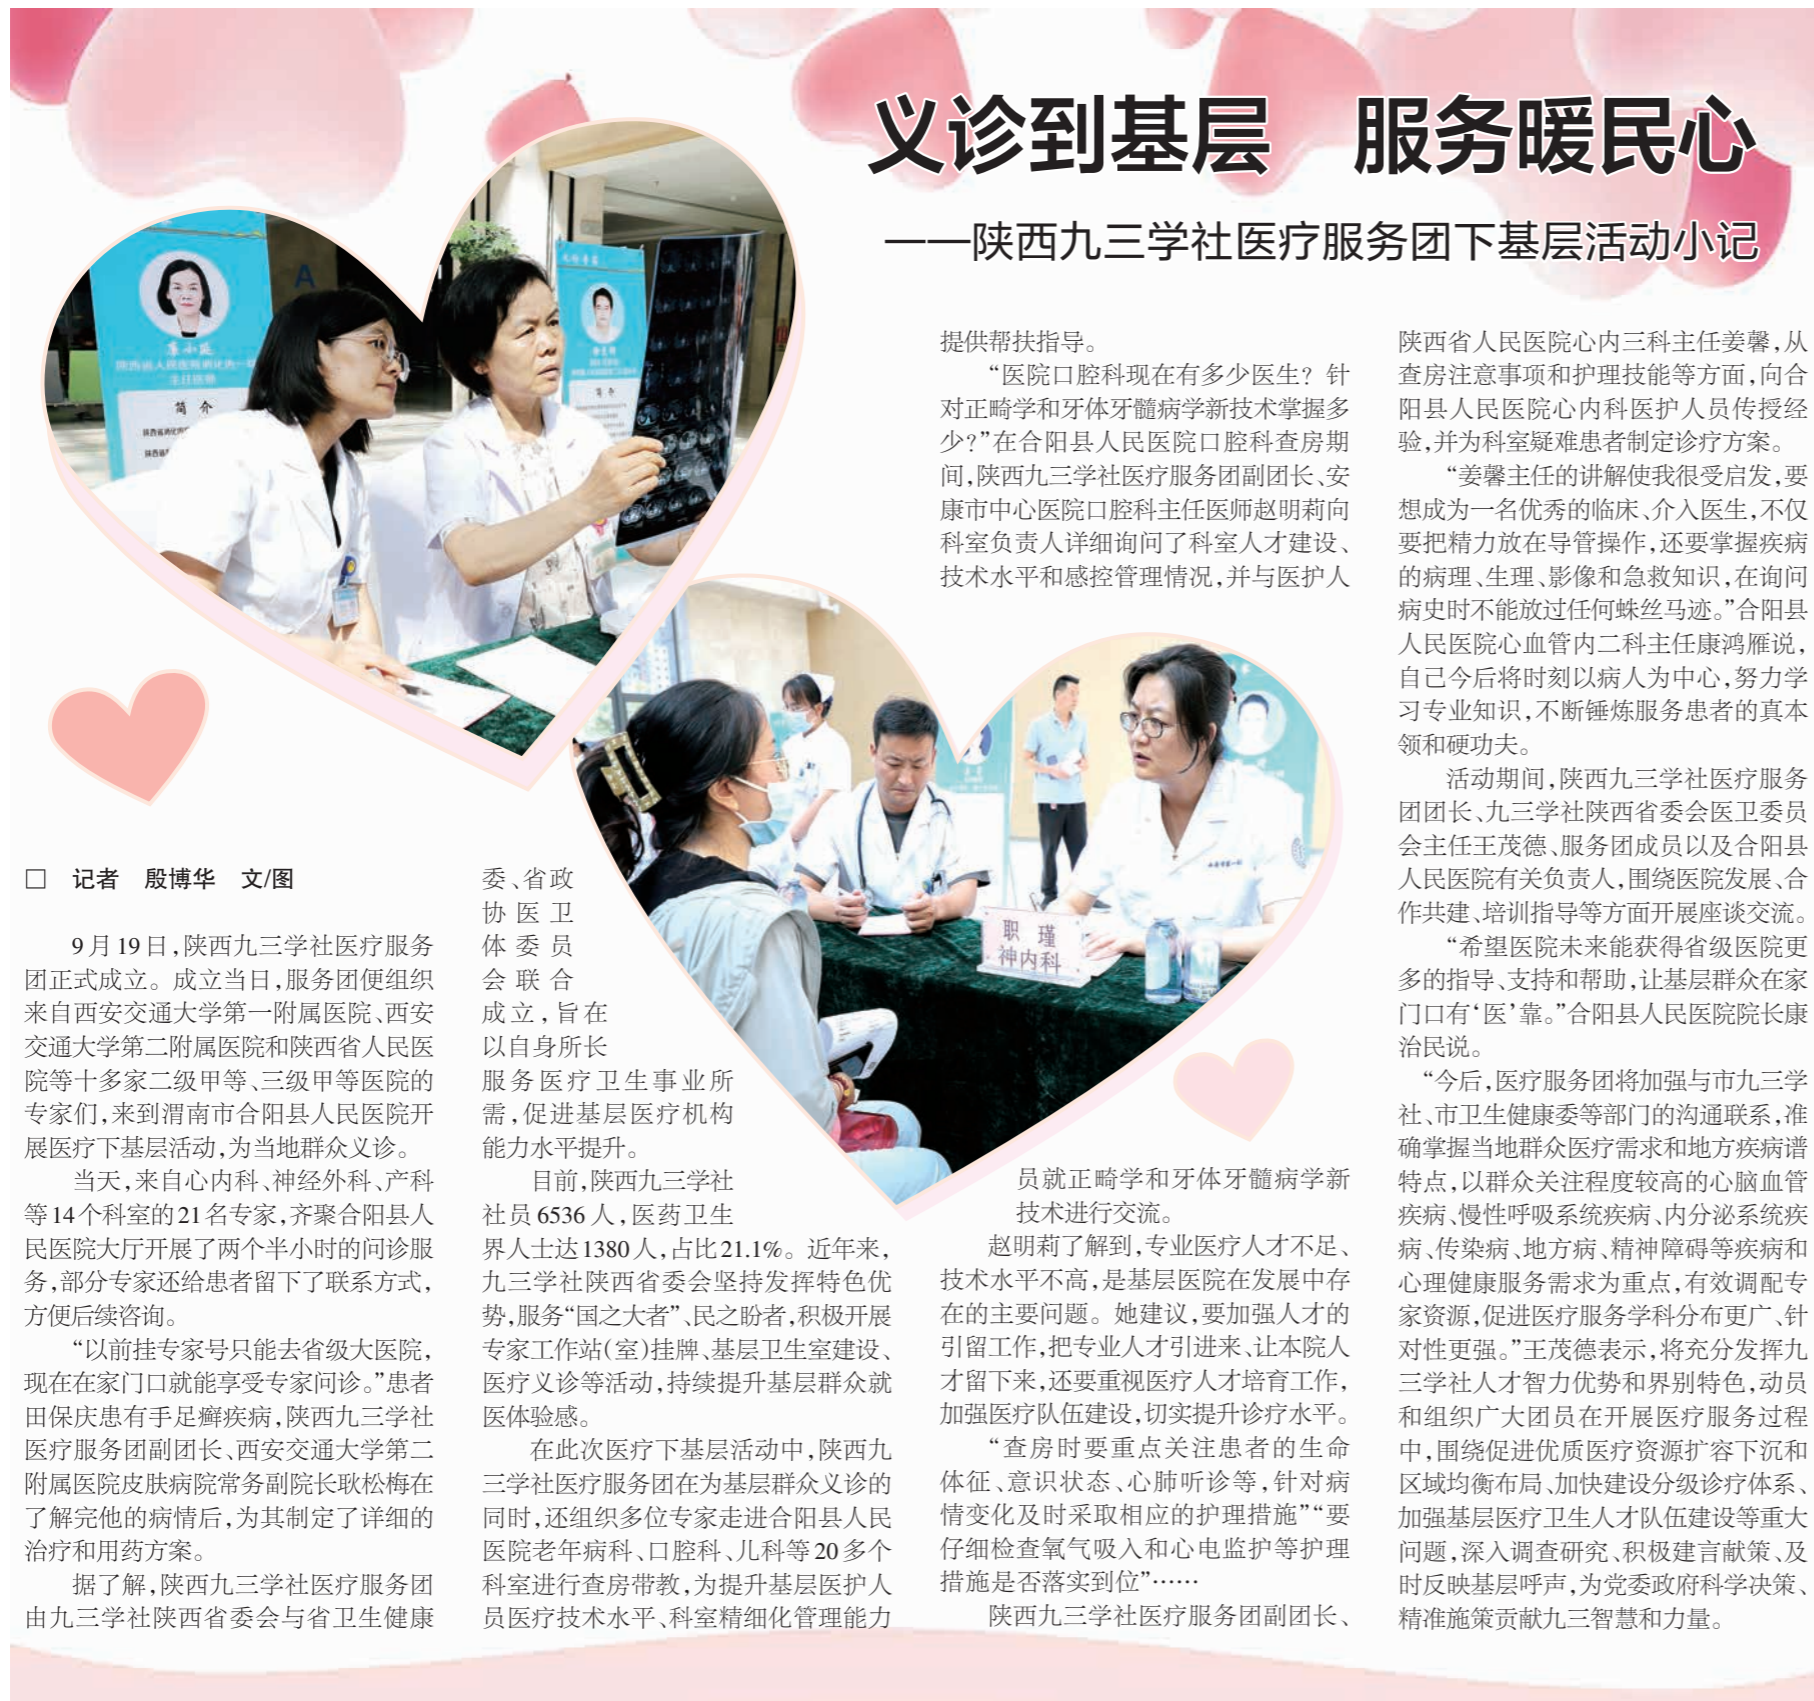 义诊到基层　服务暖民心
——陕西九三学社医疗服务团下基层活动小记
A
陕西省人民医院消化内一科
主任医师
简 介
简 介
职 瑾
神内科
□　记者　殷博华　文/图
9月19日，陕西九三学社医疗服务
团正式成立。成立当日，服务团便组织
来自西安交通大学第一附属医院、西安
交通大学第二附属医院和陕西省人民医
院等十多家二级甲等、三级甲等医院的
专家们，来到渭南市合阳县人民医院开
展医疗下基层活动，为当地群众义诊。
当天，来自心内科、神经外科、产科
等14个科室的21名专家，齐聚合阳县人
民医院大厅开展了两个半小时的问诊服
务，部分专家还给患者留下了联系方式，
方便后续咨询。
“以前挂专家号只能去省级大医院，
现在在家门口就能享受专家问诊。”患者
田保庆患有手足癣疾病，陕西九三学社
医疗服务团副团长、西安交通大学第二
附属医院皮肤病院常务副院长耿松梅在
了解完他的病情后，为其制定了详细的
治疗和用药方案。
据了解，陕西九三学社医疗服务团
由九三学社陕西省委会与省卫生健康
委、省政
协医卫
体委员
会联合
成立，旨在
以自身所长
服务医疗卫生事业所
需，促进基层医疗机构
能力水平提升。
目前，陕西九三学社
社员6536人，医药卫生
界人士达1380人，占比21.1%。近年来，
九三学社陕西省委会坚持发挥特色优
势，服务“国之大者”、民之盼者，积极开展
专家工作站（室）挂牌、基层卫生室建设、
医疗义诊等活动，持续提升基层群众就
医体验感。
在此次医疗下基层活动中，陕西九
三学社医疗服务团在为基层群众义诊的
同时，还组织多位专家走进合阳县人民
医院老年病科、口腔科、儿科等20多个
科室进行查房带教，为提升基层医护人
员医疗技术水平、科室精细化管理能力
提供帮扶指导。
“医院口腔科现在有多少医生？针
对正畸学和牙体牙髓病学新技术掌握多
少？”在合阳县人民医院口腔科查房期
间，陕西九三学社医疗服务团副团长、安
康市中心医院口腔科主任医师赵明莉向
科室负责人详细询问了科室人才建设、
技术水平和感控管理情况，并与医护人
员就正畸学和牙体牙髓病学新
技术进行交流。
赵明莉了解到，专业医疗人才不足、
技术水平不高，是基层医院在发展中存
在的主要问题。她建议，要加强人才的
引留工作，把专业人才引进来、让本院人
才留下来，还要重视医疗人才培育工作，
加强医疗队伍建设，切实提升诊疗水平。
“查房时要重点关注患者的生命
体征、意识状态、心肺听诊等，针对病
情变化及时采取相应的护理措施”“要
仔细检查氧气吸入和心电监护等护理
措施是否落实到位”……
陕西九三学社医疗服务团副团长、
陕西省人民医院心内三科主任姜馨，从
查房注意事项和护理技能等方面，向合
阳县人民医院心内科医护人员传授经
验，并为科室疑难患者制定诊疗方案。
“姜馨主任的讲解使我很受启发，要
想成为一名优秀的临床、介入医生，不仅
要把精力放在导管操作，还要掌握疾病
的病理、生理、影像和急救知识，在询问
病史时不能放过任何蛛丝马迹。”合阳县
人民医院心血管内二科主任康鸿雁说，
自己今后将时刻以病人为中心，努力学
习专业知识，不断锤炼服务患者的真本
领和硬功夫。
活动期间，陕西九三学社医疗服务
团团长、九三学社陕西省委会医卫委员
会主任王茂德、服务团成员以及合阳县
人民医院有关负责人，围绕医院发展、合
作共建、培训指导等方面开展座谈交流。
“希望医院未来能获得省级医院更
多的指导、支持和帮助，让基层群众在家
门口有‘医’靠。”合阳县人民医院院长康
治民说。
“今后，医疗服务团将加强与市九三学
社、市卫生健康委等部门的沟通联系，准
确掌握当地群众医疗需求和地方疾病谱
特点，以群众关注程度较高的心脑血管
疾病、慢性呼吸系统疾病、内分泌系统疾
病、传染病、地方病、精神障碍等疾病和
心理健康服务需求为重点，有效调配专
家资源，促进医疗服务学科分布更广、针
对性更强。”王茂德表示，将充分发挥九
三学社人才智力优势和界别特色，动员
和组织广大团员在开展医疗服务过程
中，围绕促进优质医疗资源扩容下沉和
区域均衡布局、加快建设分级诊疗体系、
加强基层医疗卫生人才队伍建设等重大
问题，深入调查研究、积极建言献策、及
时反映基层呼声，为党委政府科学决策、
精准施策贡献九三智慧和力量。